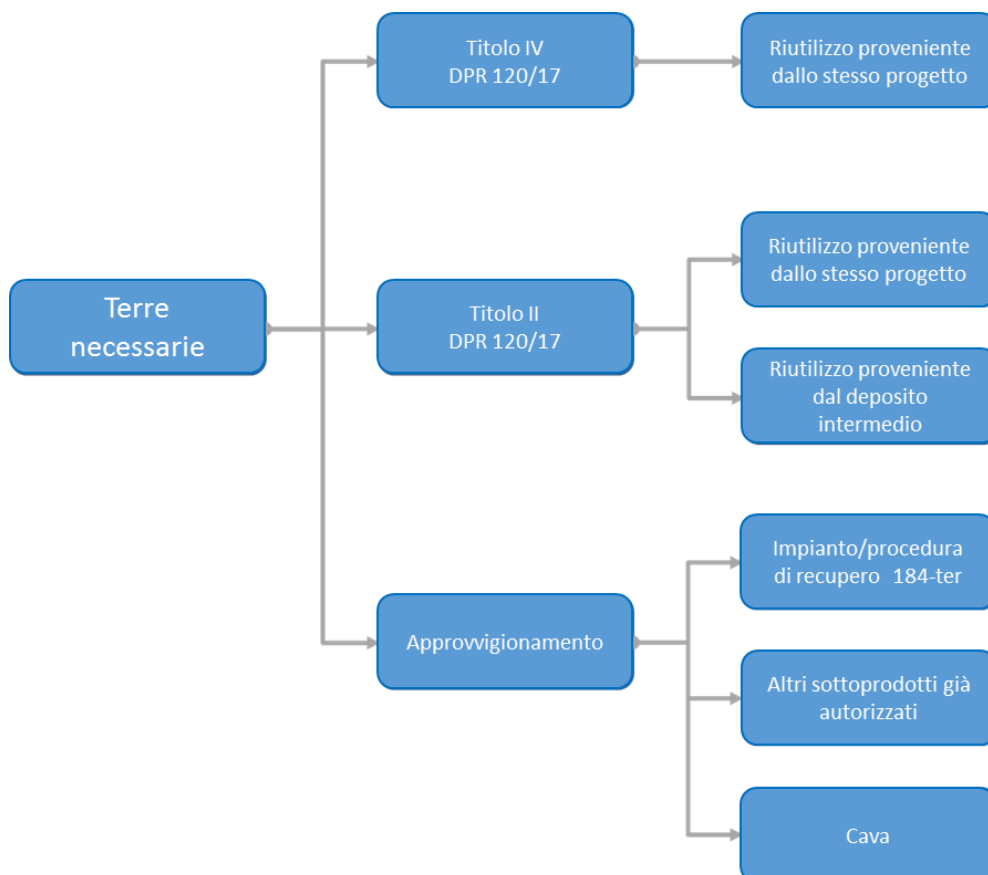 Titolo IV
DPR 120/17
Riutilizzo proveniente
dallo stesso progetto
Terre
necessarie
Titolo II
DPR 120/17
Riutilizzo proveniente
dallo stesso progetto
Riutilizzo proveniente
dal deposito
intermedio
Approvvigionamento
Impianto/procedura
di recupero 184-ter
Altri sottoprodotti già
autorizzati
Cava